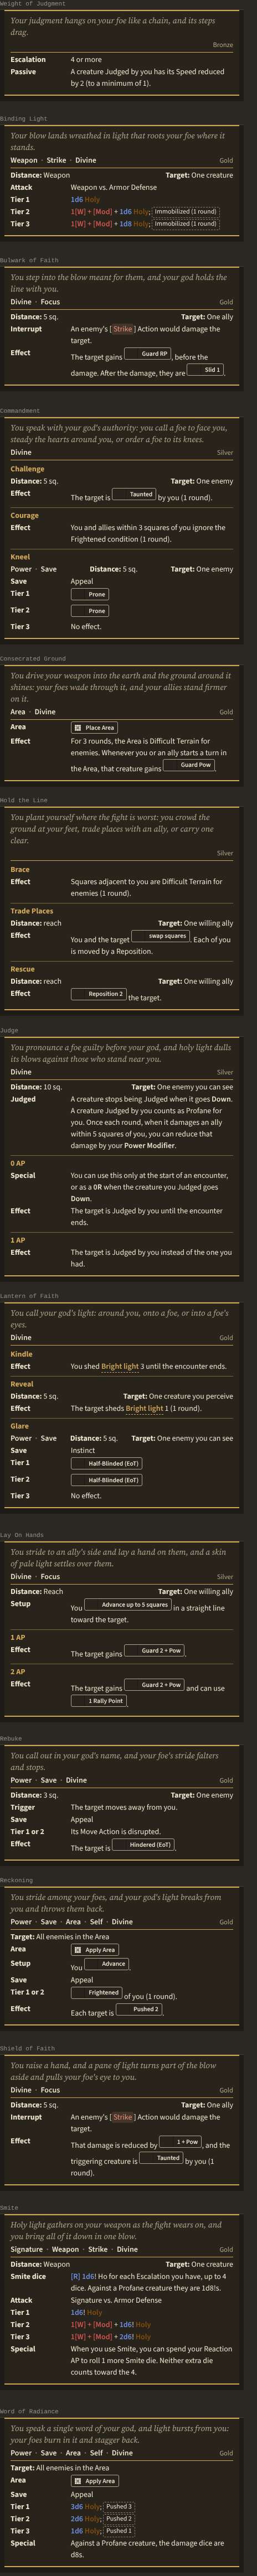 Weight of Judgment
Your judgment hangs on your foe like a chain, and its steps
drag.
Bronze
Escalation 4 or more
Passive A creature Judged by you has its Speed reduced
by 2 (to a minimum of 1).
Binding Light
Your blow lands wreathed in light that roots your foe where it
stands.
Weapon · Strike · Divine Gold
Distance: Weapon Target: One creature
Attack Weapon vs. Armor Defense
Tier 1 1d6 Holy
Tier 2 1[W] + [Mod] + 1d6 Holy; Immobilized (1 round)
Tier 3 1[W] + [Mod] + 1d8 Holy; Immobilized (1 round)
Bulwark of Faith
You step into the blow meant for them, and your god holds the
line with you.
Divine · Focus Gold
Distance: 5 sq. Target: One ally
Interrupt An enemy's [Strike] Action would damage the
target.
Effect The target gains Guard RP, before the
damage. After the damage, they are Slid 1.
Commandment
You speak with your god's authority: you call a foe to face you,
steady the hearts around you, or order a foe to its knees.
Divine Silver
Challenge
Distance: 5 sq. Target: One enemy
Effect The target is Taunted by you (1 round).
Courage
Effect You and allies within 3 squares of you ignore the
Frightened condition (1 round).
Kneel
Power · Save Distance: 5 sq. Target: One enemy
Save Appeal
Tier 1 Prone
Tier 2 Prone
Tier 3 No effect.
Consecrated Ground
You drive your weapon into the earth and the ground around it
shines: your foes wade through it, and your allies stand firmer
on it.
Area · Divine Gold
Area Place Area
Effect For 3 rounds, the Area is Difficult Terrain for
enemies. Whenever you or an ally starts a turn in
the Area, that creature gains Guard Pow.
Hold the Line
You plant yourself where the fight is worst: you crowd the
ground at your feet, trade places with an ally, or carry one
clear.
Silver
Brace
Effect Squares adjacent to you are Difficult Terrain for
enemies (1 round).
Trade Places
Distance: reach Target: One willing ally
Effect You and the target swap squares. Each of you
is moved by a Reposition.
Rescue
Distance: reach Target: One willing ally
Effect Reposition 2 the target.
Judge
You pronounce a foe guilty before your god, and holy light dulls
its blows against those who stand near you.
Divine Silver
Distance: 10 sq. Target: One enemy you can see
Judged A creature stops being Judged when it goes Down.
A creature Judged by you counts as Profane for
you. Once each round, when it damages an ally
within 5 squares of you, you can reduce that
damage by your Power Modifier.
0 AP
Special You can use this only at the start of an encounter,
or as a 0R when the creature you Judged goes
Down.
Effect The target is Judged by you until the encounter
ends.
1 AP
Effect The target is Judged by you instead of the one you
had.
Lantern of Faith
You call your god's light: around you, onto a foe, or into a foe's
eyes.
Divine Silver
Kindle
Effect You shed Bright light 3 until the encounter ends.
Reveal
Distance: 5 sq. Target: One creature you perceive
Effect The target sheds Bright light 1 (1 round).
Glare
Power · Save Distance: 5 sq. Target: One enemy you can see
Save Instinct
Tier 1 Half-Blinded (EoT)
Tier 2 Half-Blinded (EoT)
Tier 3 No effect.
Lay On Hands
You stride to an ally's side and lay a hand on them, and a skin
of pale light settles over them.
Divine · Focus Silver
Distance: Reach Target: One willing ally
Setup You Advance up to 5 squares in a straight line
toward the target.
1 AP
Effect The target gains Guard 2 + Pow.
2 AP
Effect The target gains Guard 2 + Pow and can use
1 Rally Point.
Rebuke
You call out in your god's name, and your foe's stride falters
and stops.
Power · Save · Divine Gold
Distance: 3 sq. Target: One enemy
Trigger The target moves away from you.
Save Appeal
Tier 1 or 2 Its Move Action is disrupted.
Effect The target is Hindered (EoT).
Reckoning
You stride among your foes, and your god's light breaks from
you and throws them back.
Power · Save · Area · Self · Divine Gold
Target: All enemies in the Area
Area Apply Area
Setup You Advance.
Save Appeal
Tier 1 or 2 Frightened of you (1 round).
Effect Each target is Pushed 2.
Shield of Faith
You raise a hand, and a pane of light turns part of the blow
aside and pulls your foe's eye to you.
Divine · Focus Gold
Distance: 5 sq. Target: One ally
Interrupt An enemy's [Strike] Action would damage the
target.
Effect That damage is reduced by 1 + Pow, and the
triggering creature is Taunted by you (1
round).
Smite
Holy light gathers on your weapon as the fight wears on, and
you bring all of it down in one blow.
Signature · Weapon · Strike · Divine Gold
Distance: Weapon Target: One creature
Smite dice [R] 1d6! Ho for each Escalation you have, up to 4
dice. Against a Profane creature they are 1d8!s.
Attack Signature vs. Armor Defense
Tier 1 1d6! Holy
Tier 2 1[W] + [Mod] + 1d6! Holy
Tier 3 1[W] + [Mod] + 2d6! Holy
Special When you use Smite, you can spend your Reaction
AP to roll 1 more Smite die. Neither extra die
counts toward the 4.
Word of Radiance
You speak a single word of your god, and light bursts from you:
your foes burn in it and stagger back.
Power · Save · Area · Self · Divine Gold
Target: All enemies in the Area
Area Apply Area
Save Appeal
Tier 1 3d6 Holy; Pushed 3
Tier 2 2d6 Holy; Pushed 2
Tier 3 1d6 Holy; Pushed 1
Special Against a Profane creature, the damage dice are
d8s.